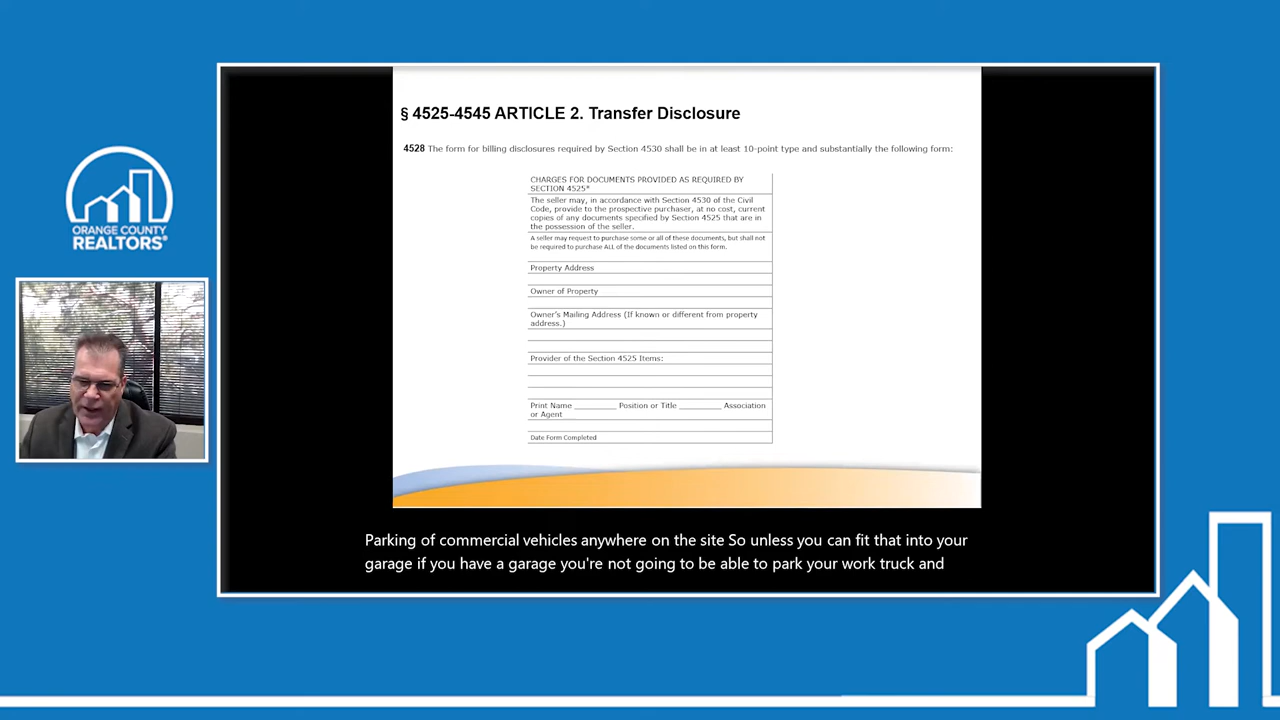 ORANGE COUNTY
REALTORS®
§ 4525-4545 ARTICLE 2. Transfer Disclosure
4528 The form for billing disclosures required by Section 4530 shall be in at least 10-point type and substantially the following form:
CHARGES FOR DOCUMENTS PROVIDED AS REQUIRED BY
SECTION 4525*
The seller may, in accordance with Section 4530 of the Civil
Code, provide to the prospective purchaser, at no cost, current
copies of any documents specified by Section 4525 that are in
the possession of the seller.
A seller may request to purchase some or all of these documents, but shall not
be required to purchase ALL of the documents listed on this form.
Property Address
Owner of Property
Owner's Mailing Address (If known or different from property
address.)
Provider of the Section 4525 Items:
Print Name _________ Position or Title _________ Association
or Agent
Date Form Completed
Parking of commercial vehicles anywhere on the site So unless you can fit that into your
garage if you have a garage you're not going to be able to park your work truck and